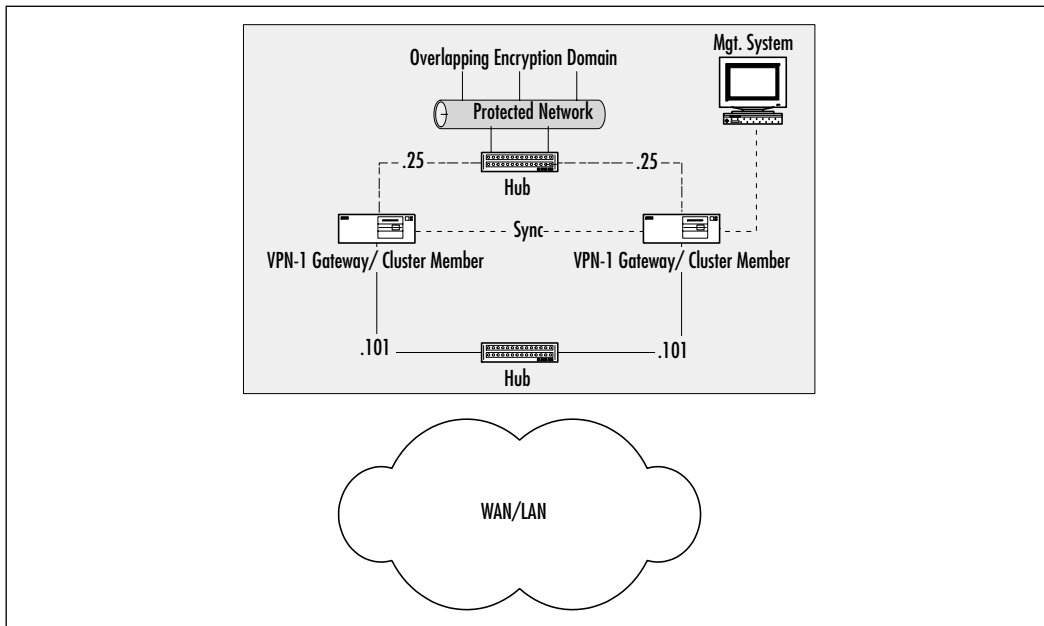 Mgt. System
Overlapping Encryption Domain
Protected Network
.25
.25
Hub
Sync
VPN-1 Gateway/ Cluster Member
VPN-1 Gateway/ Cluster Member
.101
.101
Hub
WAN/LAN